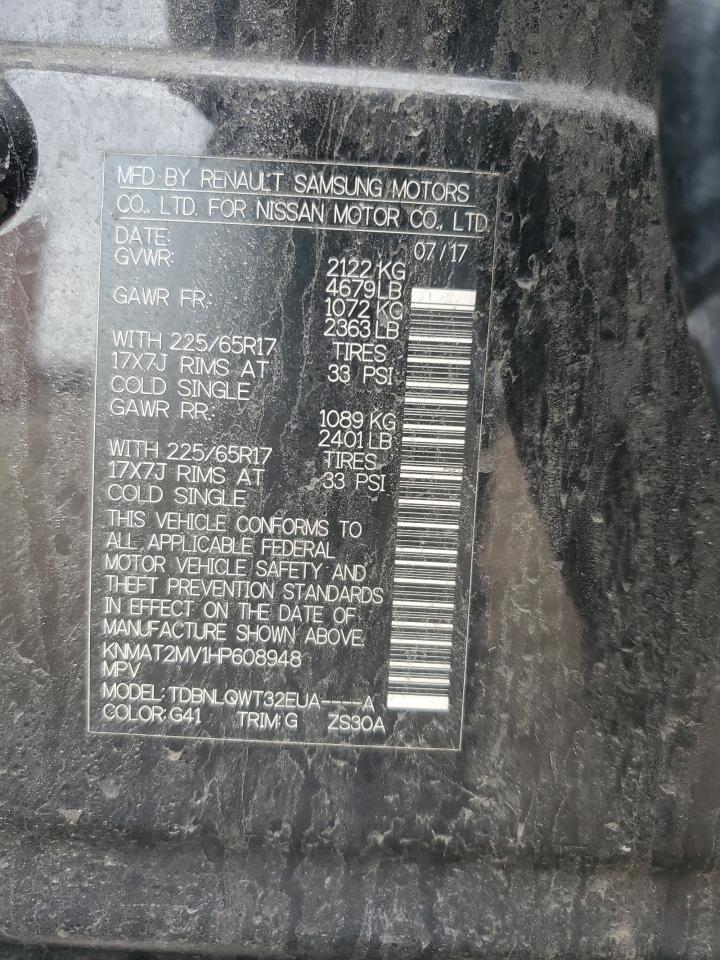 MFD BY RENAULT SAMSUNG MOTORS
CO., LTD. FOR NISSAN MOTOR CO., LTD
DATE: 07/17
GVWR: 2122 KG
4679 LB
GAWR FR: 1072 KG
2363 LB
WITH 225/65R17 TIRES
17X7J RIMS AT 33 PSI
COLD SINGLE
GAWR RR: 1089 KG
2401 LB
WITH 225/65R17 TIRES
17X7J RIMS AT 33 PSI
COLD SINGLE
THIS VEHICLE CONFORMS TO
ALL APPLICABLE FEDERAL
MOTOR VEHICLE SAFETY AND
THEFT PREVENTION STANDARDS
IN EFFECT ON THE DATE OF
MANUFACTURE SHOWN ABOVE.
KNMAT2MV1HP608948
MPV
MODEL: TDBNLQWT32EUA----A
COLOR: G41 TRIM: G ZS30A